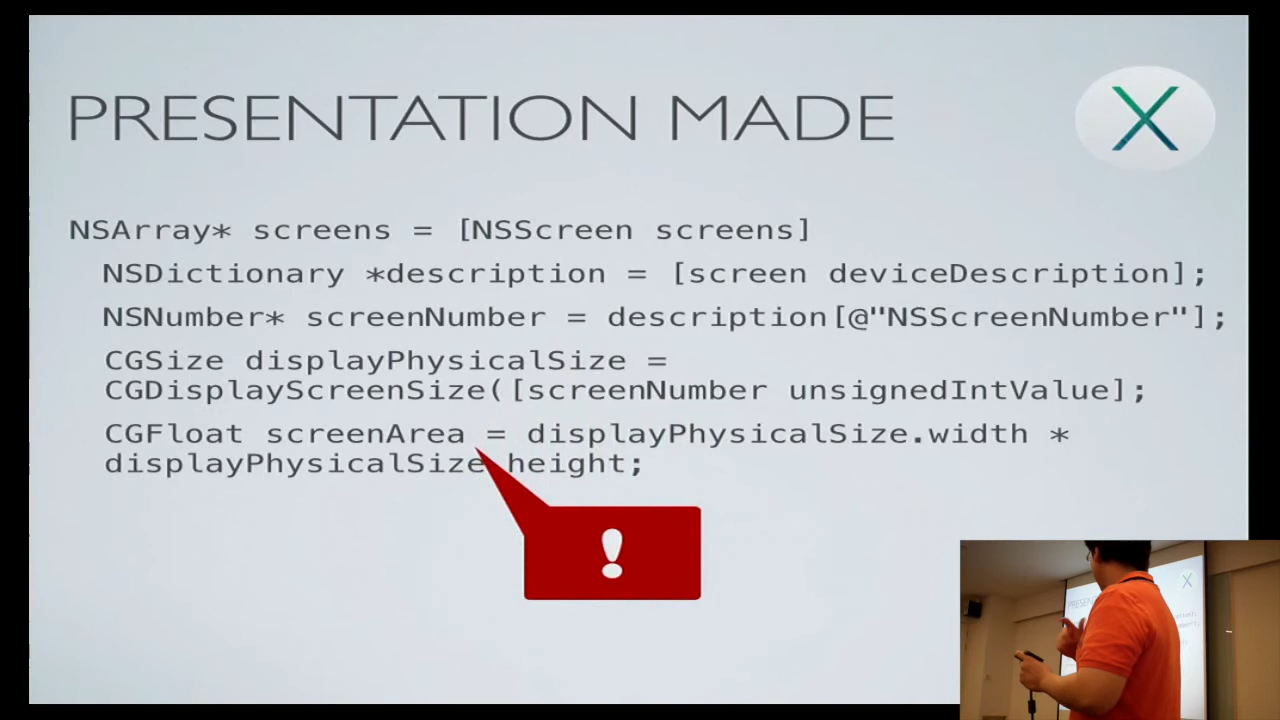 PRESENTATION MADE
X
NSArray* screens = [NSScreen screens]
NSDictionary *description = [screen deviceDescription];
NSNumber* screenNumber = description[@"NSScreenNumber"];
CGSize displayPhysicalSize =
CGDisplayScreenSize([screenNumber unsignedIntValue];
CGFloat screenArea = displayPhysicalSize.width *
displayPhysicalSize height;
!